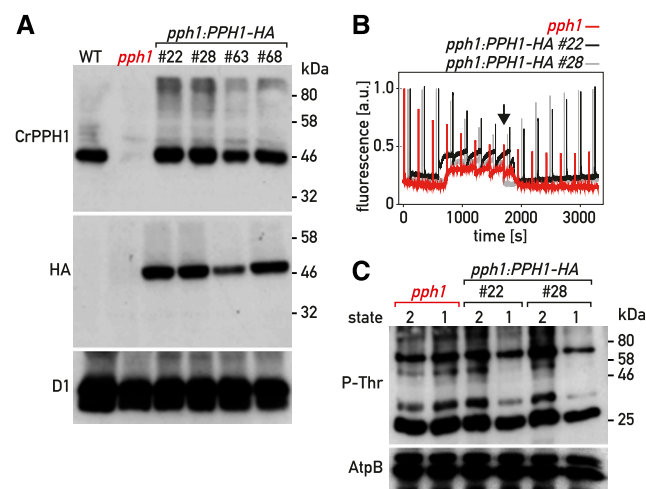 A
pph1:PPH1-HA
WT pph1 #22 #28 #63 #68
kDa
CrPPH1
- 80
- 58
- 46
- 32
HA
- 58
- 46
- 32
D1
B
pph1
pph1:PPH1-HA #22
pph1:PPH1-HA #28
fluorescence [a.u.]
1.0
0.5
0
0 1000 2000 3000
time [s]
C
pph1:PPH1-HA
pph1 #22 #28
state 2 1 2 1 2 1 kDa
P-Thr
- 80
- 58
- 46
- 25
AtpB